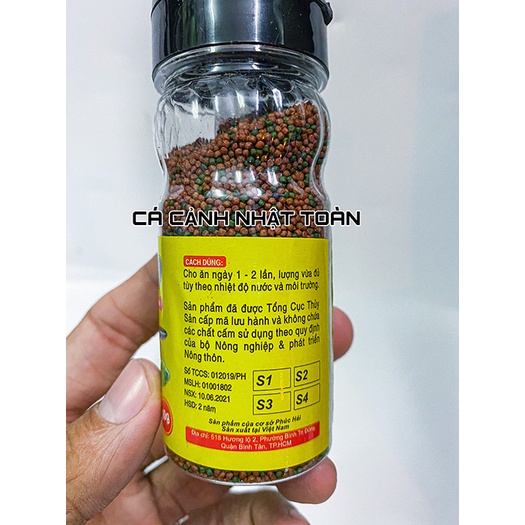 CÁ CẢNH NHẬT TOÀN
CÁCH DÙNG:
Cho ăn ngày 1 - 2 lần, lượng vừa đủ
tùy theo nhiệt độ nước và môi trường.
Sản phẩm đã được Tổng Cục Thủy
Sản cấp mã lưu hành và không chứa
các chất cấm sử dụng theo quy định
của bộ Nông nghiệp & phát triển
Nông thôn.
Số TCCS: 012019/PH
MSLH: 01001802
NSX: 10.06.2021
HSD: 2 năm
S1 S2
S3 S4
Sản phẩm của cơ sở Phúc Hải
Sản xuất tại Việt Nam
Địa chỉ: 518 Hương lộ 2, Phường Bình Trị Đông,
Quận Bình Tân, TP.HCM